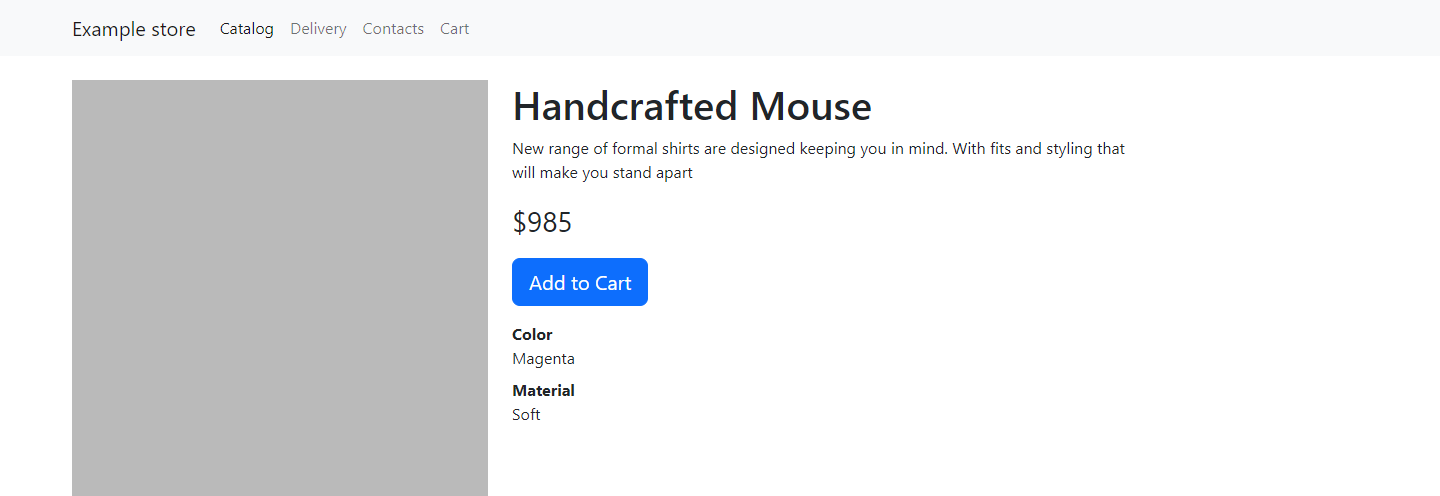 Example store Catalog Delivery Contacts Cart
Handcrafted Mouse
New range of formal shirts are designed keeping you in mind. With fits and styling that
will make you stand apart
$985
Add to Cart
Color
Magenta
Material
Soft